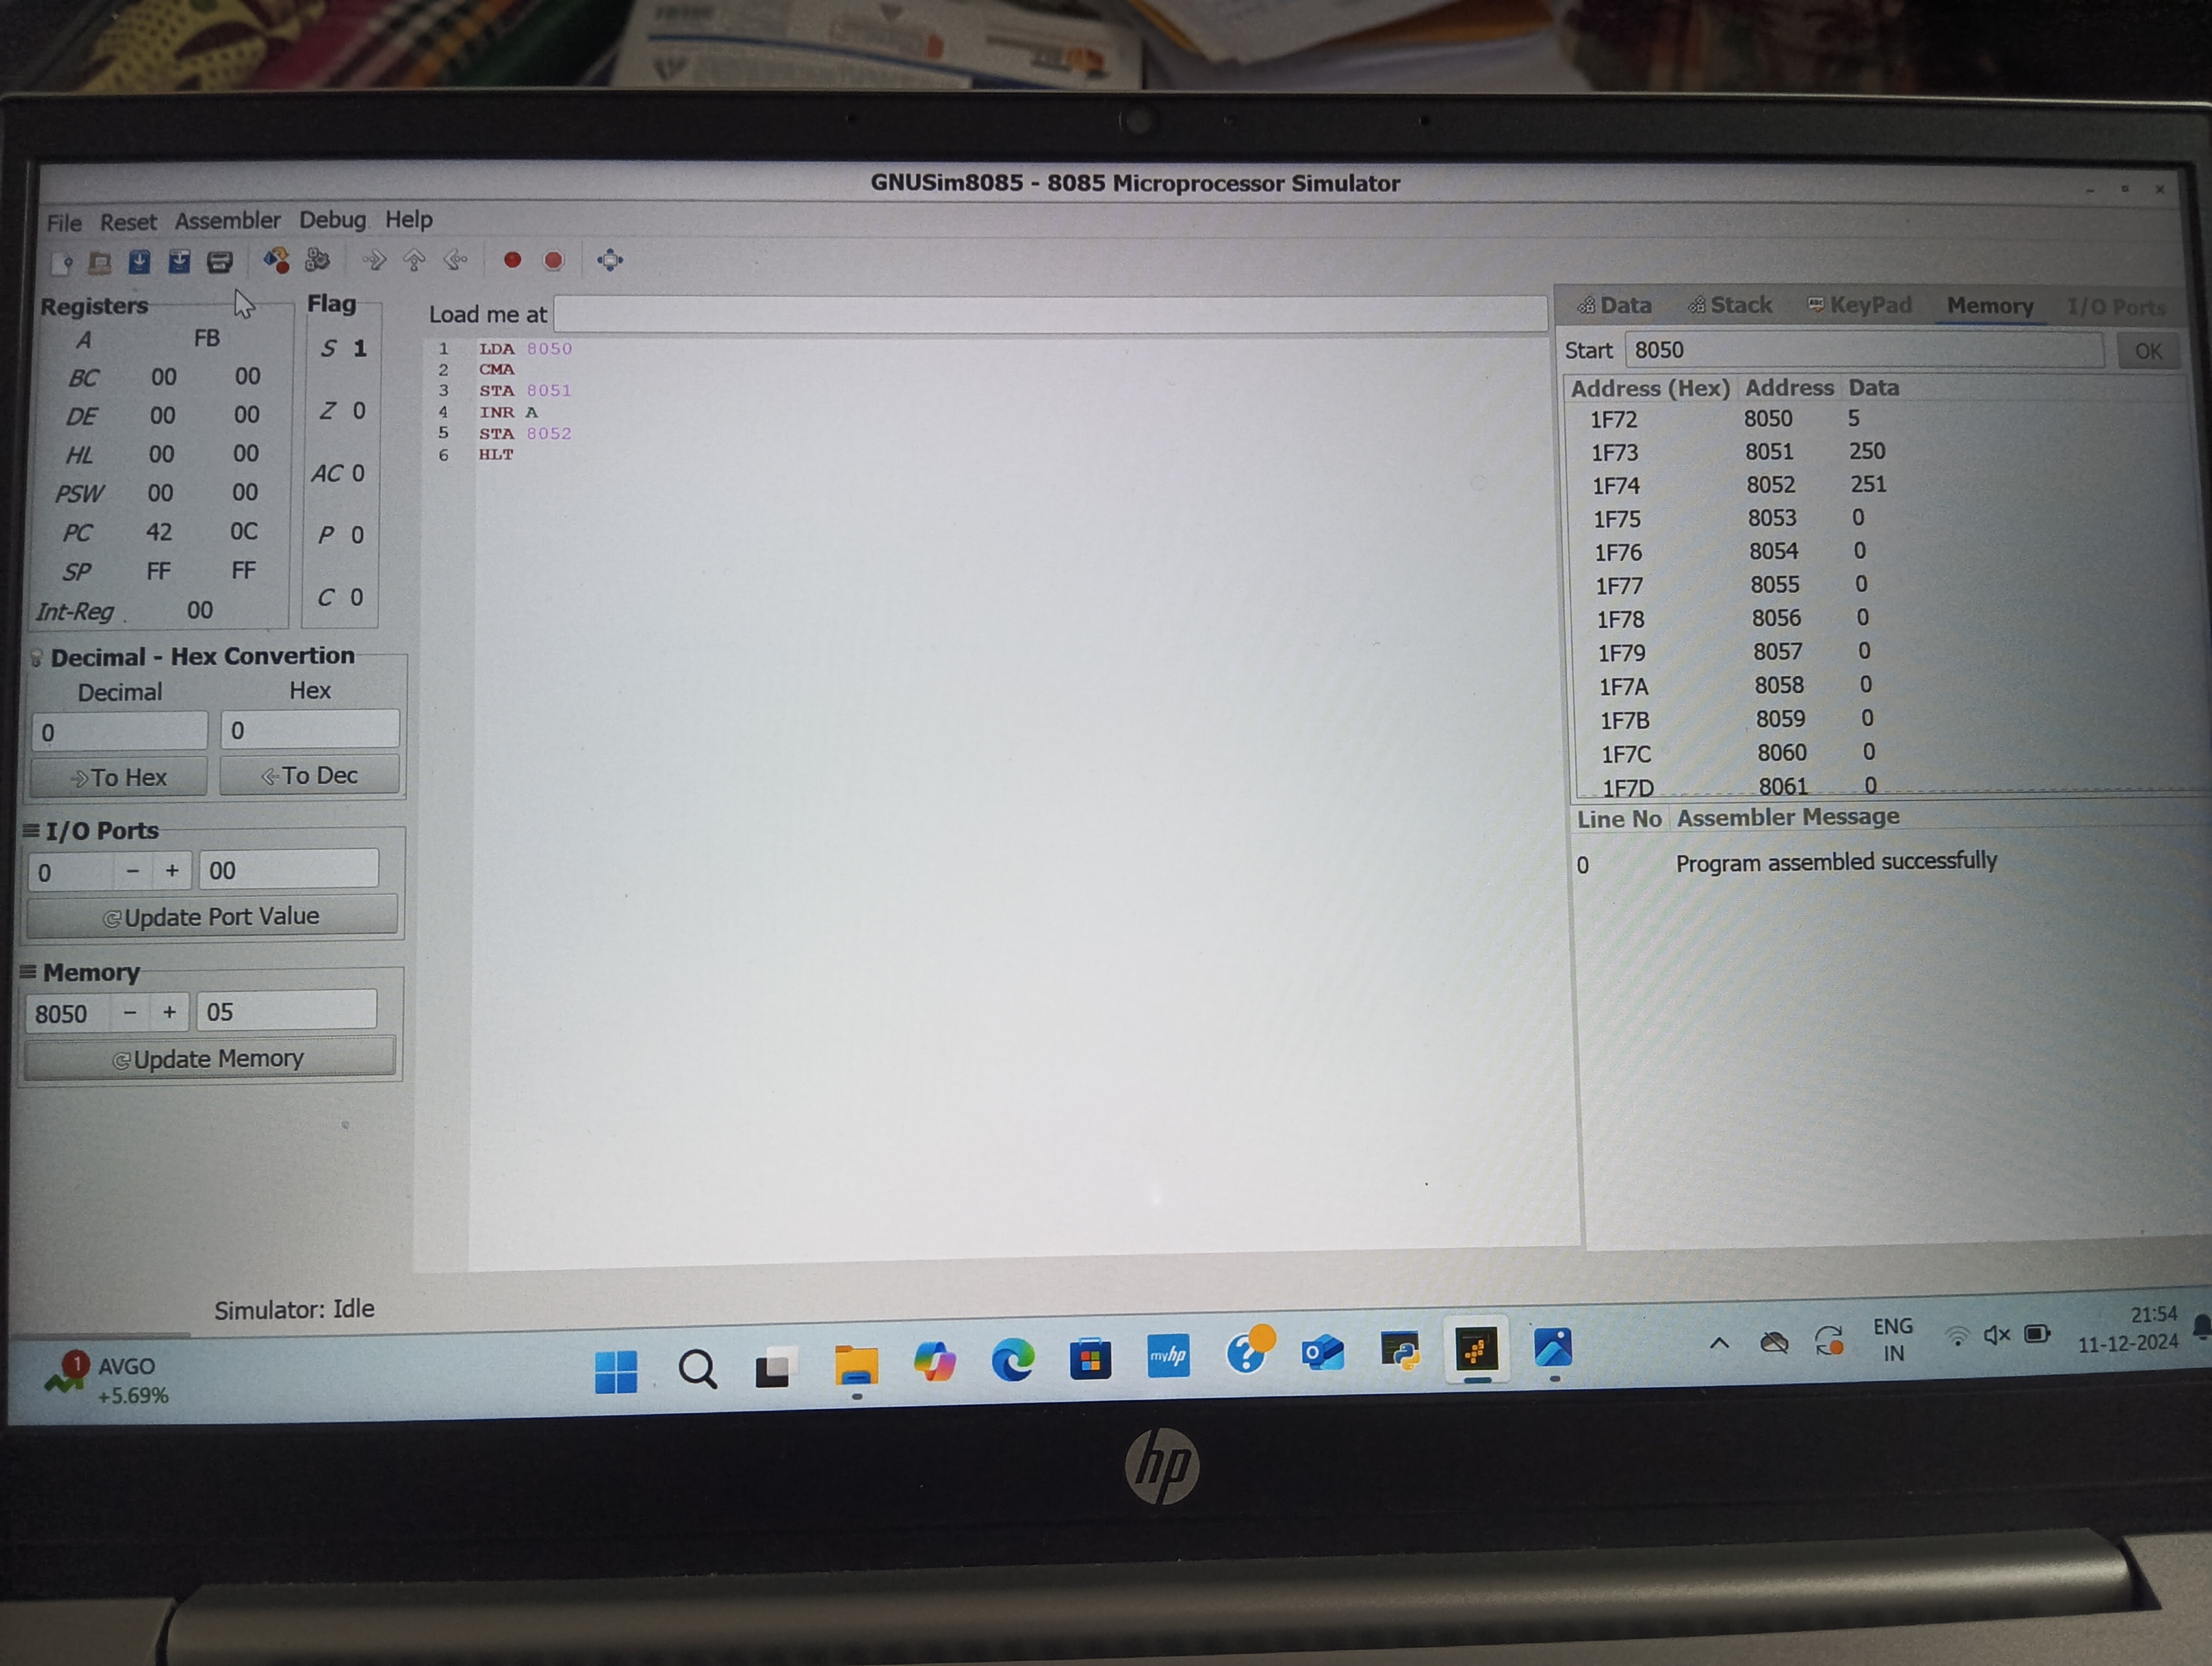 GNUSim8085 - 8085 Microprocessor Simulator
File Reset Assembler Debug Help
Registers
A FB
BC 00 00
DE 00 00
HL 00 00
PSW 00 00
PC 42 0C
SP FF FF
Int-Reg 00
Flag
S 1
Z 0
AC 0
P 0
C 0
Decimal - Hex Convertion
Decimal Hex
0 0
To Hex To Dec
I/O Ports
0 - + 00
Update Port Value
Memory
8050 - + 05
Update Memory
Load me at
1 LDA 8050
2 CMA
3 STA 8051
4 INR A
5 STA 8052
6 HLT
Data Stack KeyPad Memory I/O Ports
Start 8050 OK
Address (Hex) Address Data
1F72 8050 5
1F73 8051 250
1F74 8052 251
1F75 8053 0
1F76 8054 0
1F77 8055 0
1F78 8056 0
1F79 8057 0
1F7A 8058 0
1F7B 8059 0
1F7C 8060 0
1F7D 8061 0
Line No Assembler Message
0 Program assembled successfully
Simulator: Idle
1 AVGO
+5.69%
myhp
ENG
IN
21:54
11-12-2024
hp